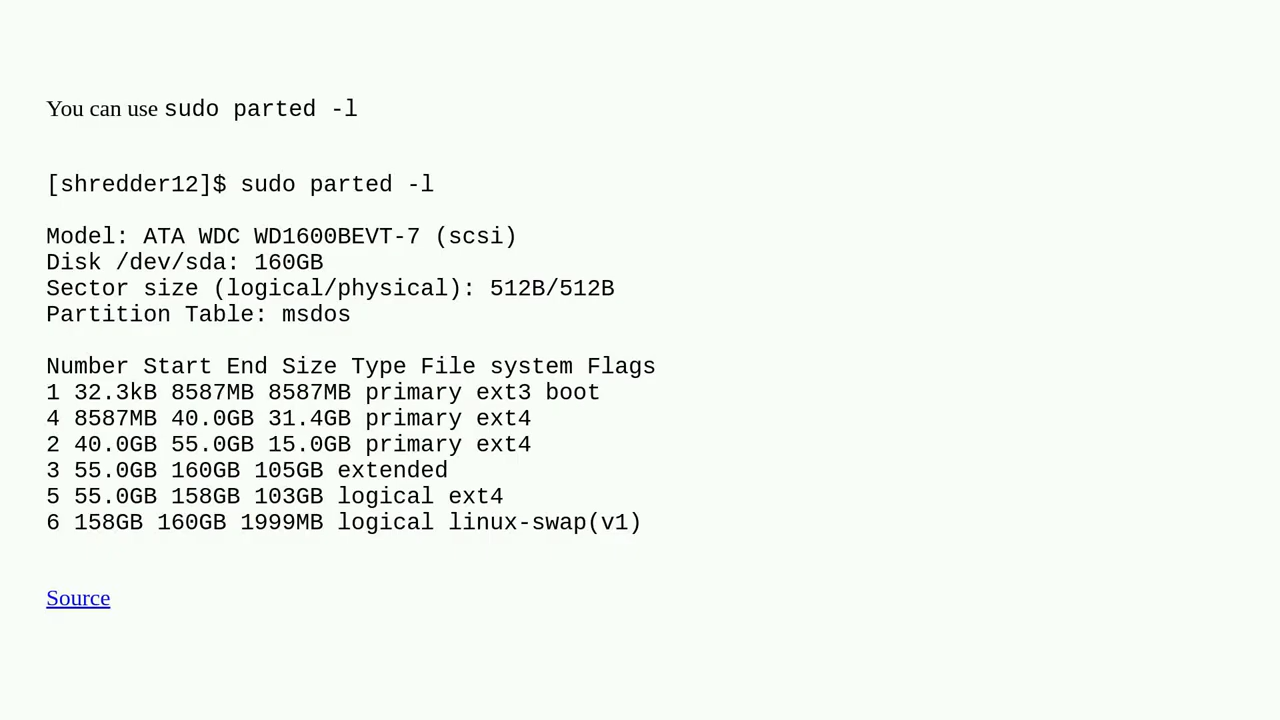 You can use sudo parted -l
[shredder12]$ sudo parted -l
Model: ATA WDC WD1600BEVT-7 (scsi)
Disk /dev/sda: 160GB
Sector size (logical/physical): 512B/512B
Partition Table: msdos
Number Start End Size Type File system Flags
1 32.3kB 8587MB 8587MB primary ext3 boot
4 8587MB 40.0GB 31.4GB primary ext4
2 40.0GB 55.0GB 15.0GB primary ext4
3 55.0GB 160GB 105GB extended
5 55.0GB 158GB 103GB logical ext4
6 158GB 160GB 1999MB logical linux-swap(v1)
Source